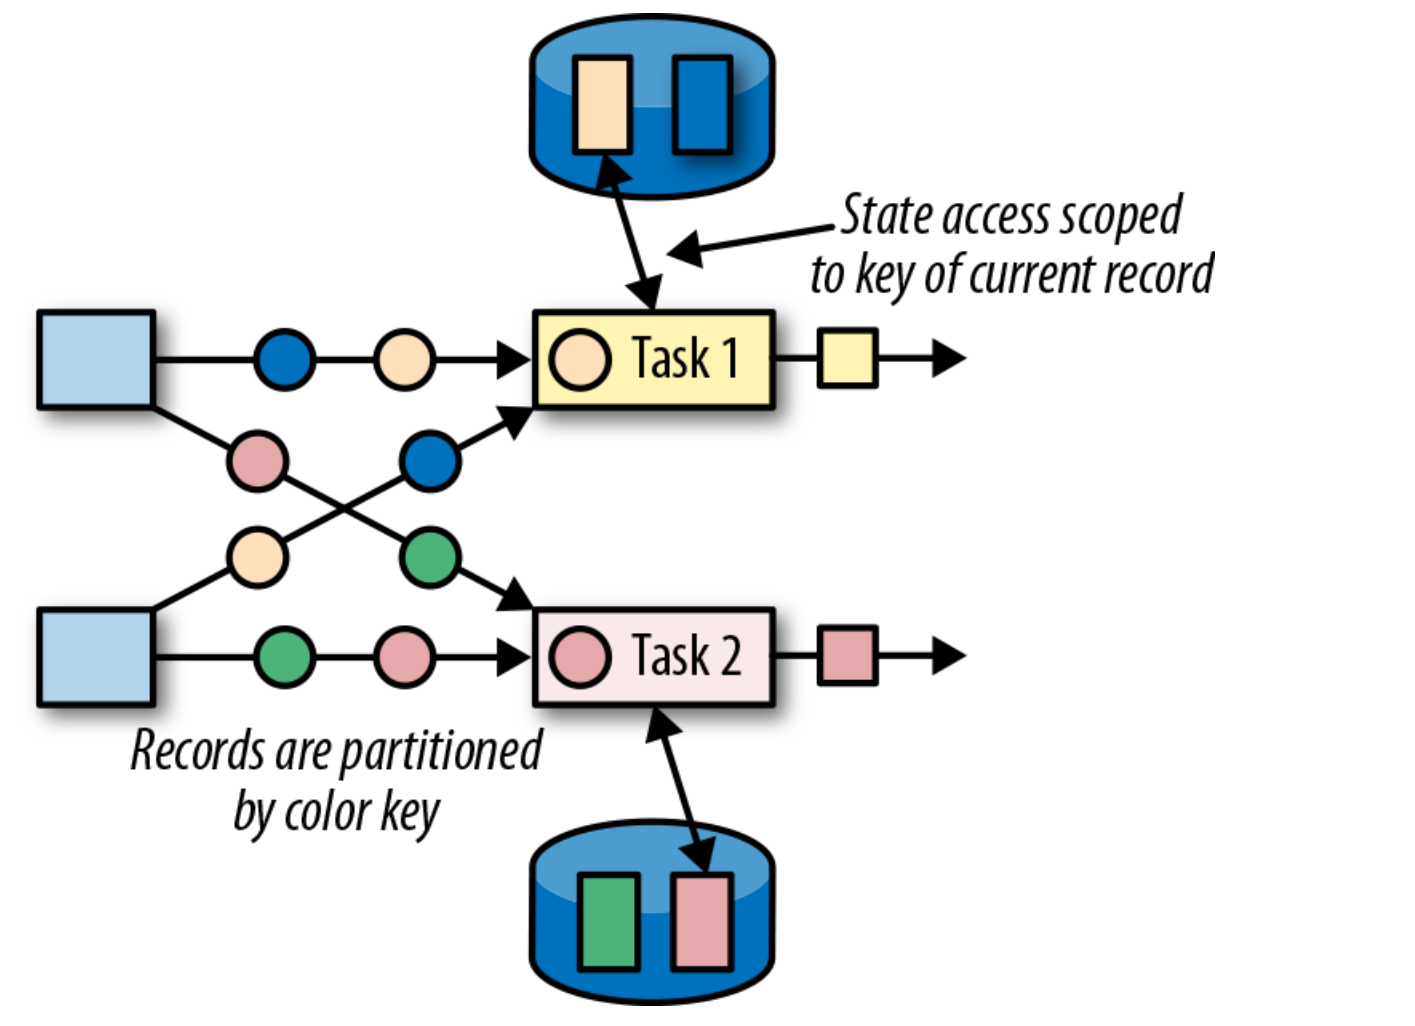 State access scoped
to key of current record
Task 1
Task 2
Records are partitioned
by color key